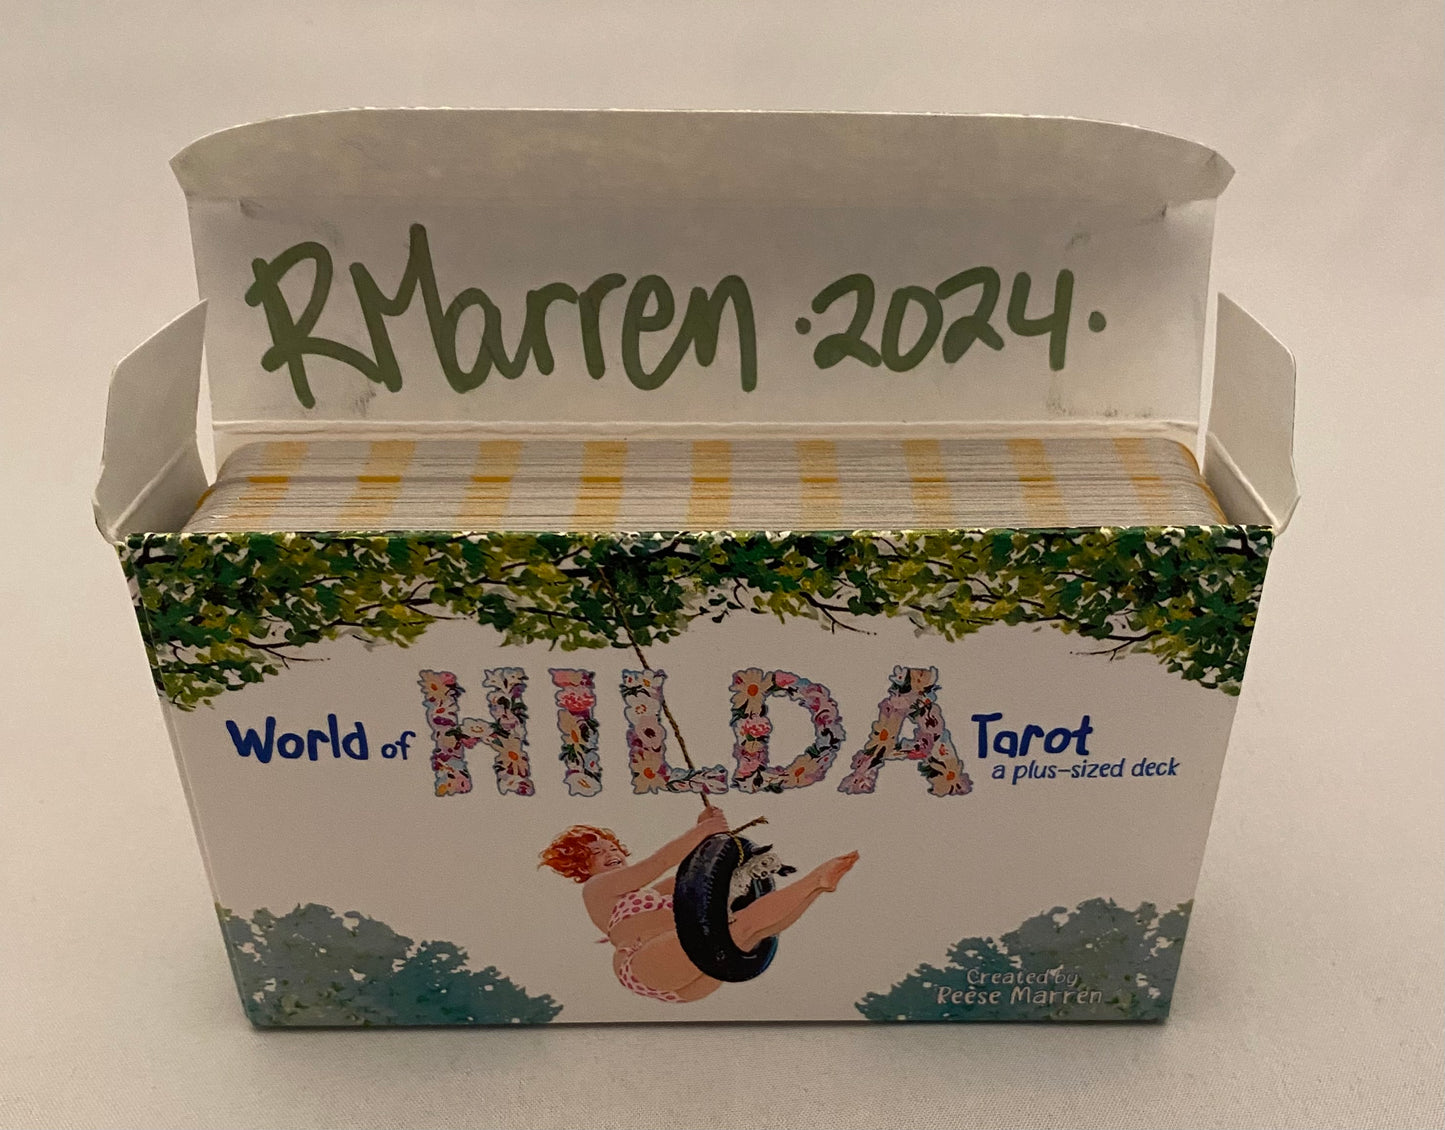 RMarren •2024•
World of HILDA Tarot
a plus-sized deck
Created by
Reese Marren